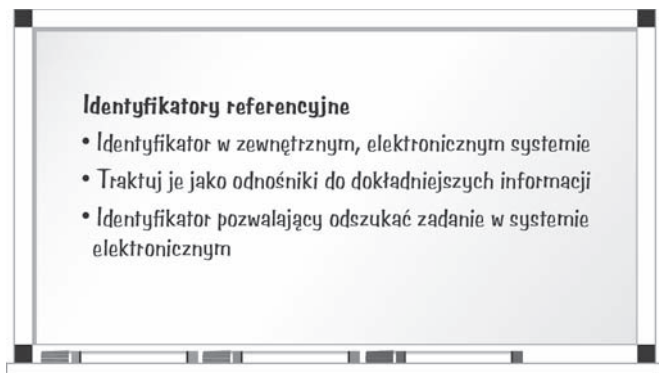 Identyfikatory referencyjne
• Identyfikator w zewnętrznym, elektronicznym systemie
• Traktuj je jako odnośniki do dokładniejszych informacji
• Identyfikator pozwalający odszukać zadanie w systemie
elektronicznym